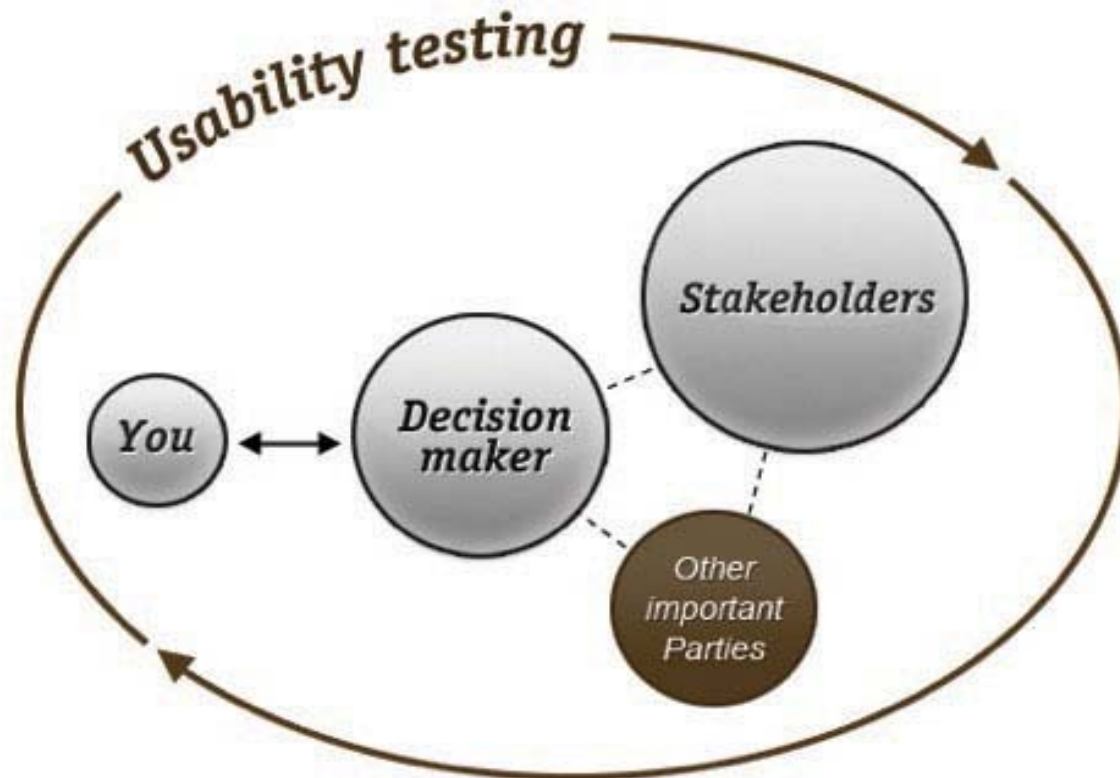 Usability testing
Stakeholders
You
Decision
maker
Other
important
Parties